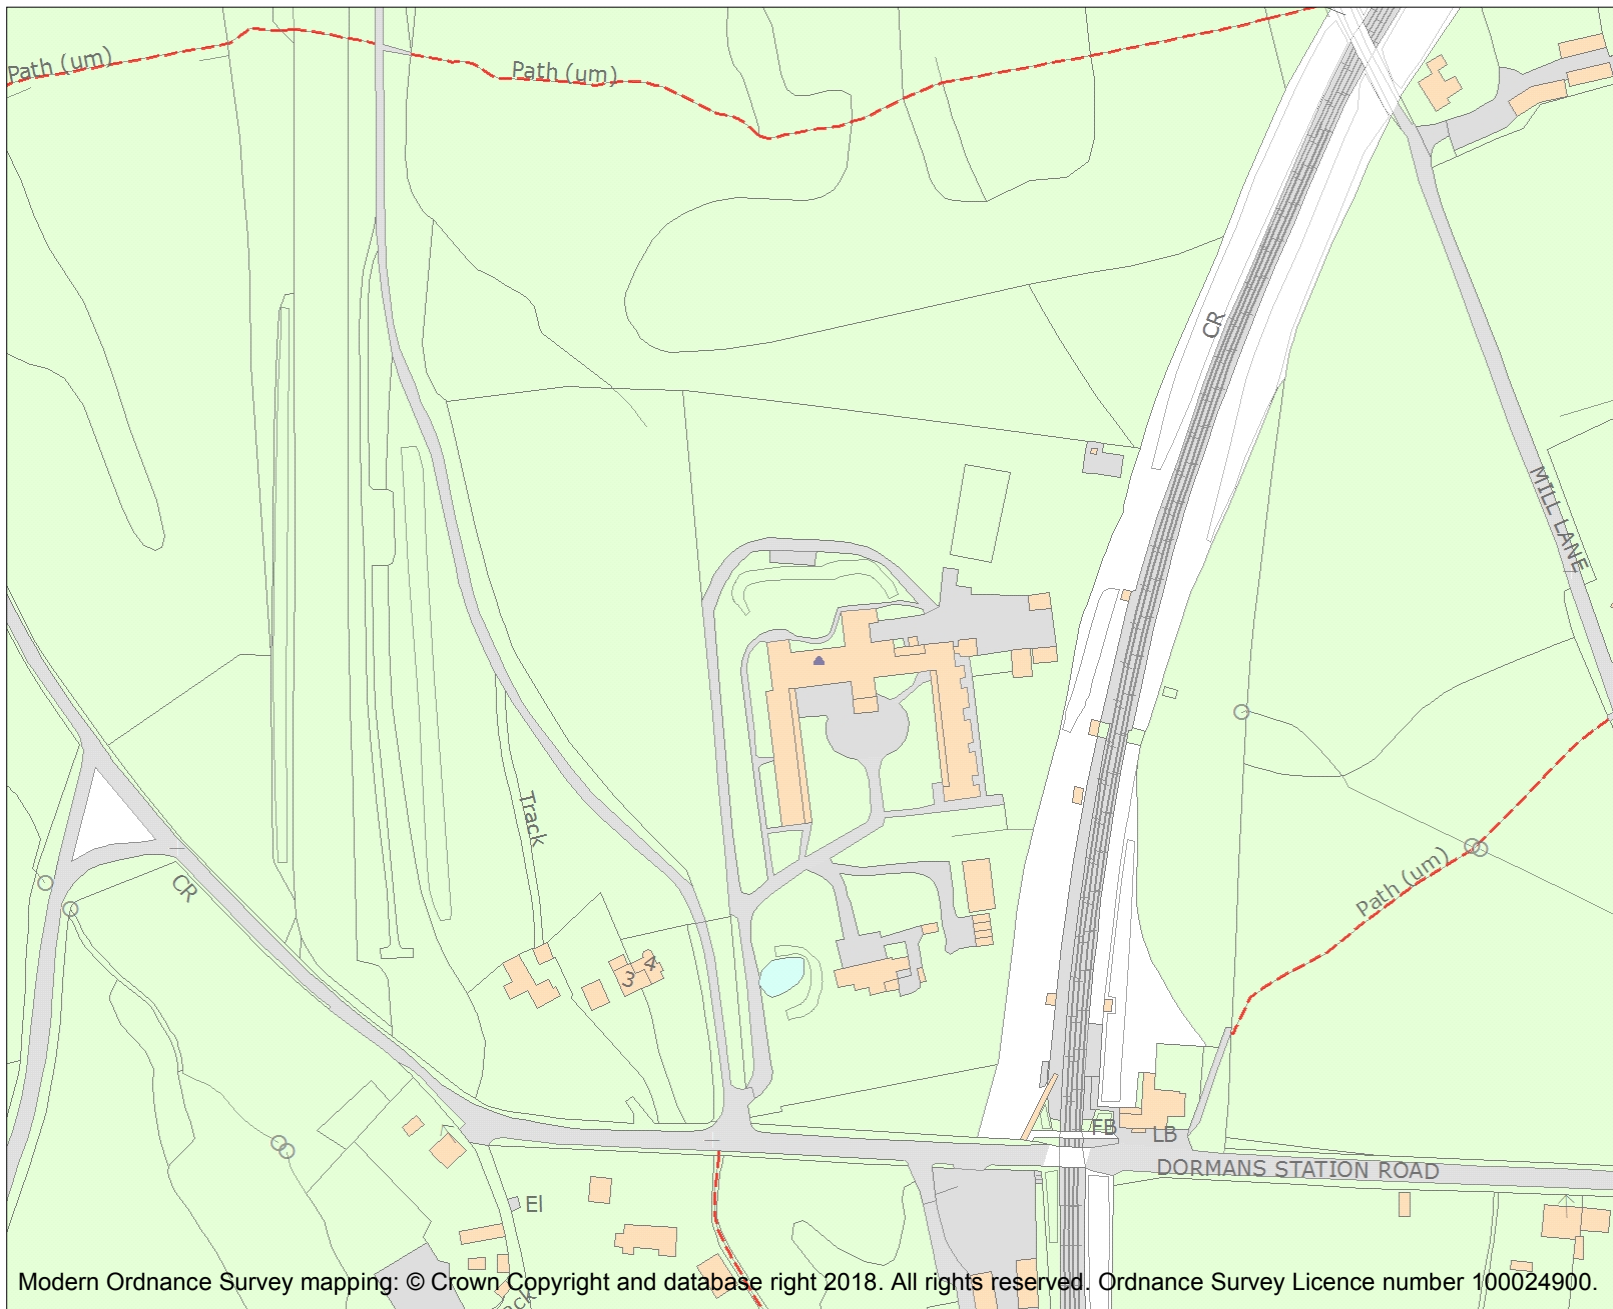 Path (um)
Path (um)
CR
MILL LANE
Track
CR
Path (um)
3
4
FB
LB
DORMANS STATION ROAD
El
Modern Ordnance Survey mapping: © Crown Copyright and database right 2018. All rights reserved. Ordnance Survey Licence number 100024900.